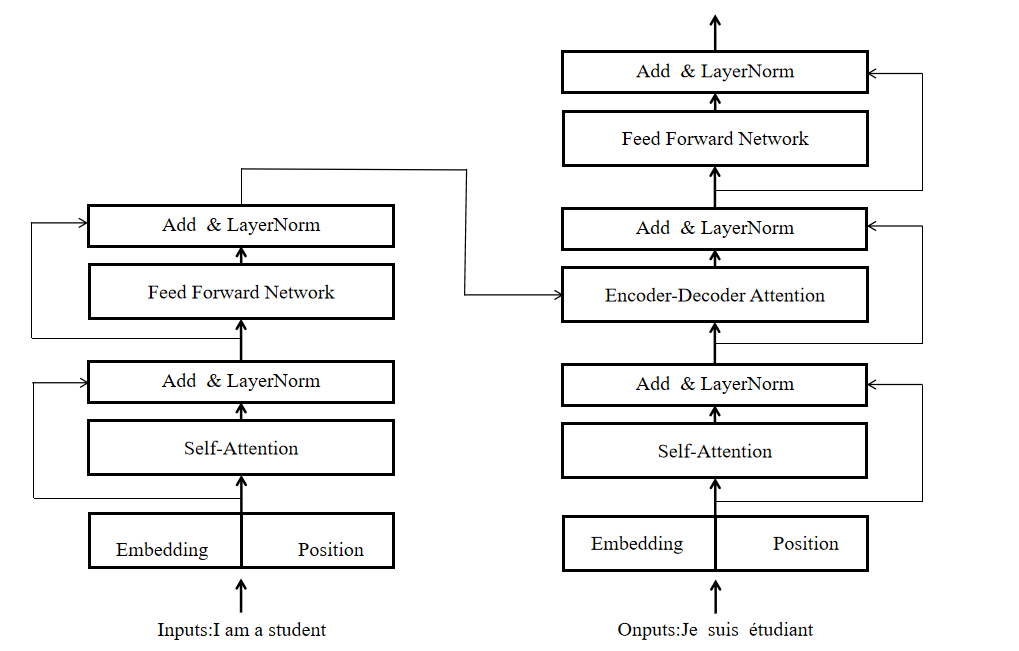 Add & LayerNorm
Feed Forward Network
Add & LayerNorm
Self-Attention
Embedding
Position
Inputs:I am a student
Add & LayerNorm
Feed Forward Network
Add & LayerNorm
Encoder-Decoder Attention
Add & LayerNorm
Self-Attention
Embedding
Position
Onputs:Je suis étudiant